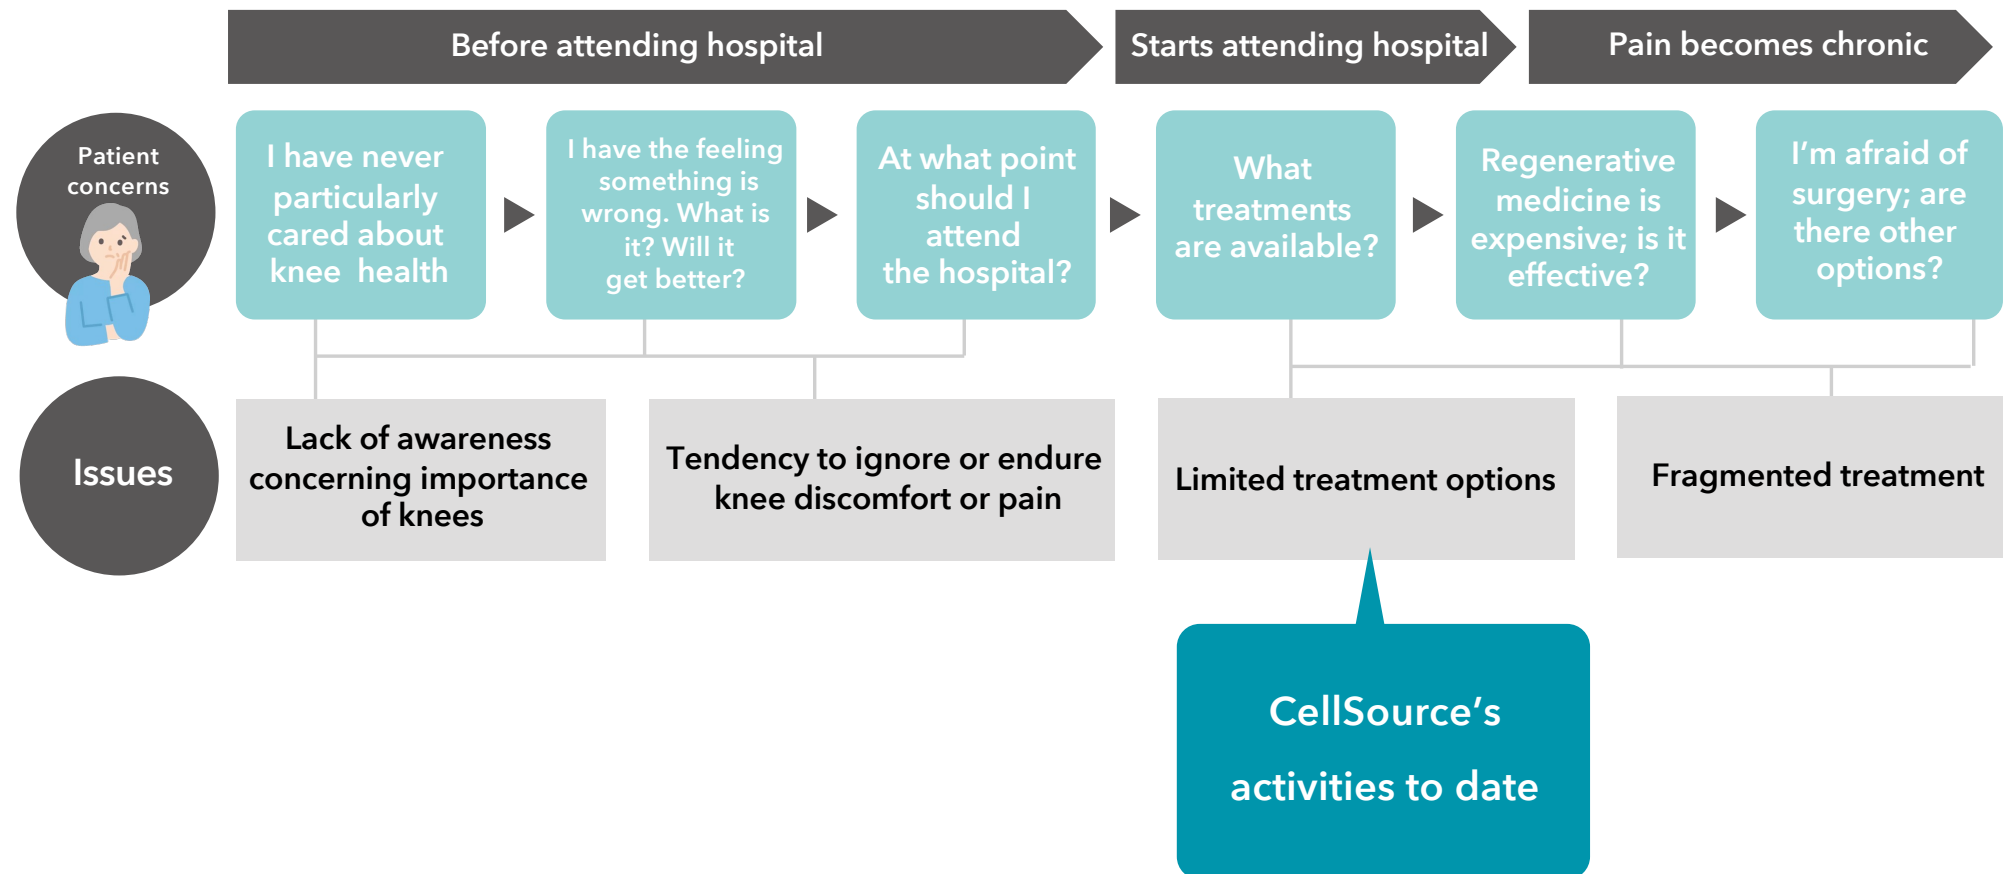 Before attending hospital
Starts attending hospital
Pain becomes chronic
Patient
concerns
I have never
particularly
cared about
knee health
I have the feeling
something is
wrong. What is
it? Will it
get better?
At what point
should I
attend
the hospital?
What
treatments
are available?
Regenerative
medicine is
expensive; is it
effective?
I'm afraid of
surgery; are
there other
options?
Issues
Lack of awareness
concerning importance
of knees
Tendency to ignore or endure
knee discomfort or pain
Limited treatment options
Fragmented treatment
CellSource's
activities to date